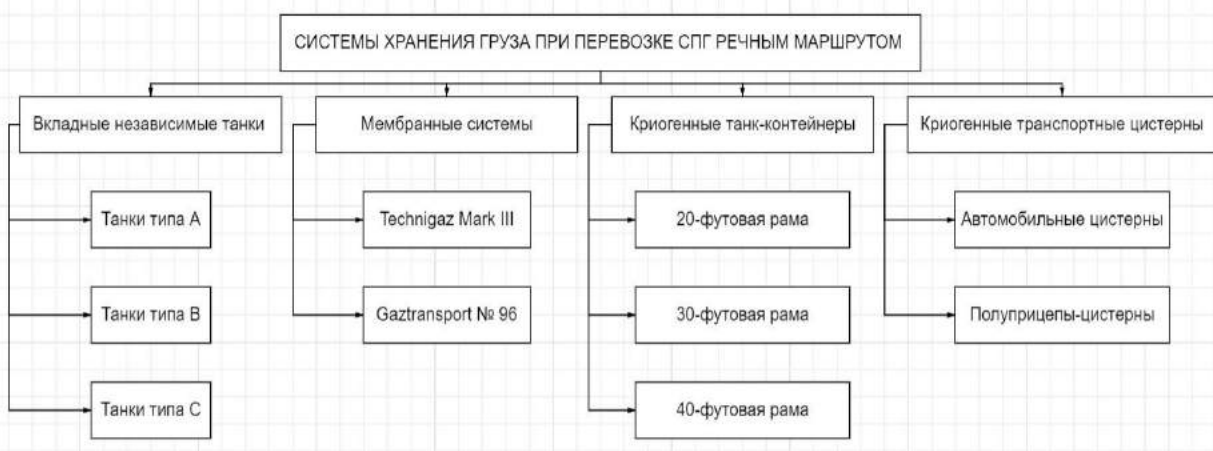 СИСТЕМЫ ХРАНЕНИЯ ГРУЗА ПРИ ПЕРЕВОЗКЕ СПГ РЕЧНЫМ МАРШРУТОМ
Вкладные независимые танки
Танки типа А
Танки типа В
Танки типа С
Мембранные системы
Technigaz Mark III
Gaztransport № 96
Криогенные танк-контейнеры
20-футовая рама
30-футовая рама
40-футовая рама
Криогенные транспортные цистерны
Автомобильные цистерны
Полуприцепы-цистерны